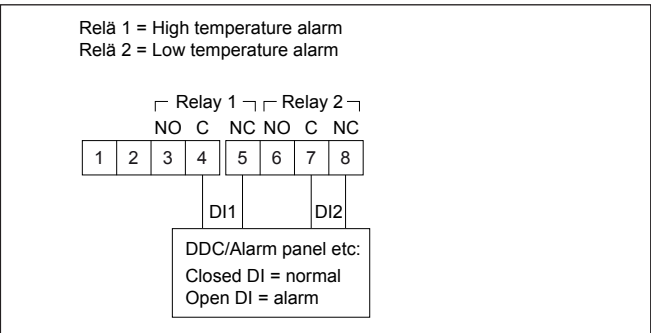 Relä 1 = High temperature alarm
Relä 2 = Low temperature alarm
Relay 1 Relay 2
NO C NC NO C NC
1 2 3 4 5 6 7 8
DI1 DI2
DDC/Alarm panel etc:
Closed DI = normal
Open DI = alarm